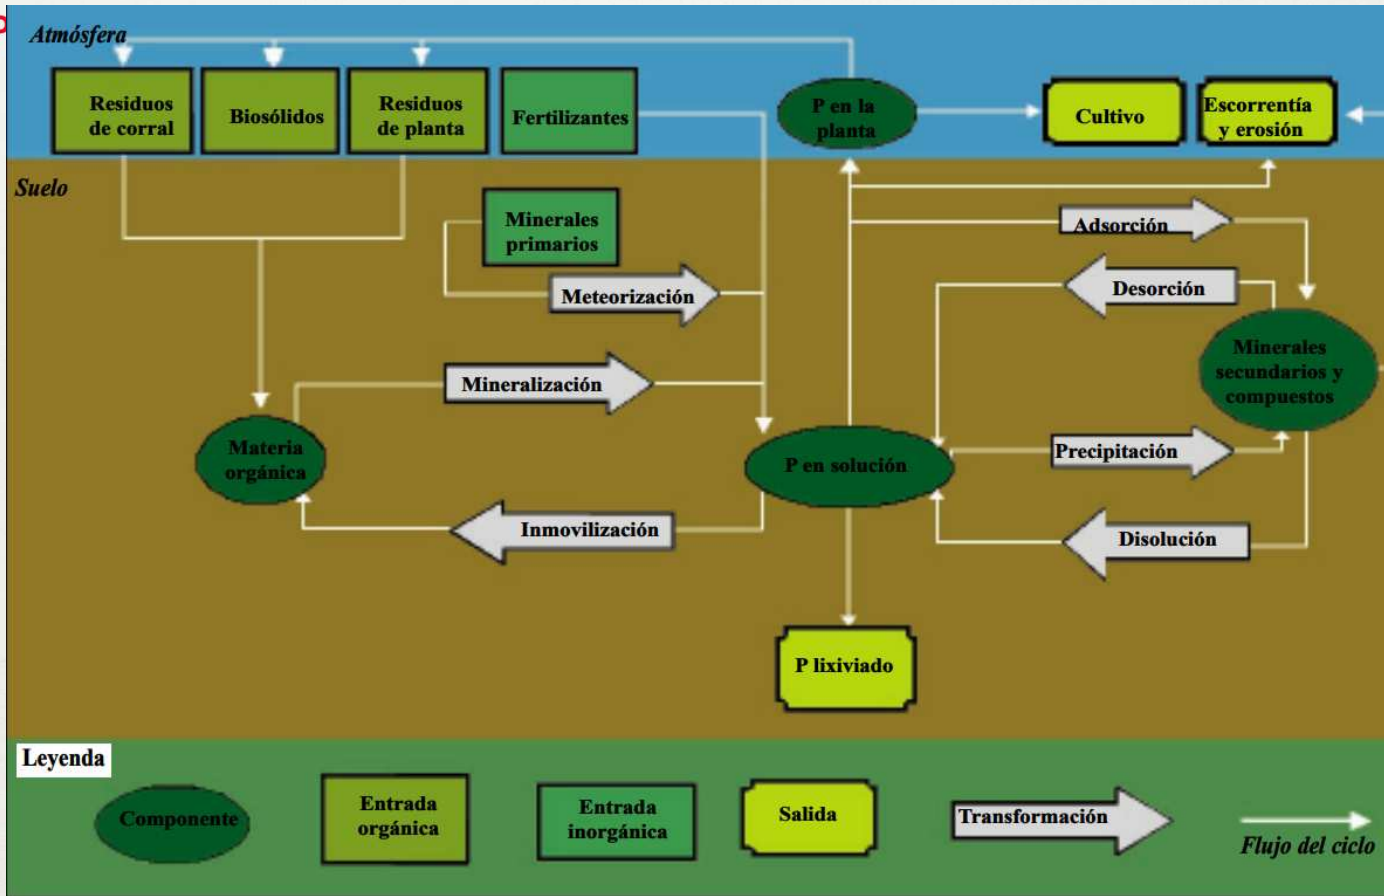 Atmósfera
Residuos
de corral
Biosólidos
Residuos
de planta
Fertilizantes
P en la
planta
Cultivo
Escorrentía
y erosión
Suelo
Minerales
primarios
Adsorción
Meteorización
Desorción
Minerales
secundarios y
compuestos
Mineralización
Materia
orgánica
P en solución
Precipitación
Inmovilización
Disolución
P lixiviado
Leyenda
Componente
Entrada
orgánica
Entrada
inorgánica
Salida
Transformación
Flujo del ciclo